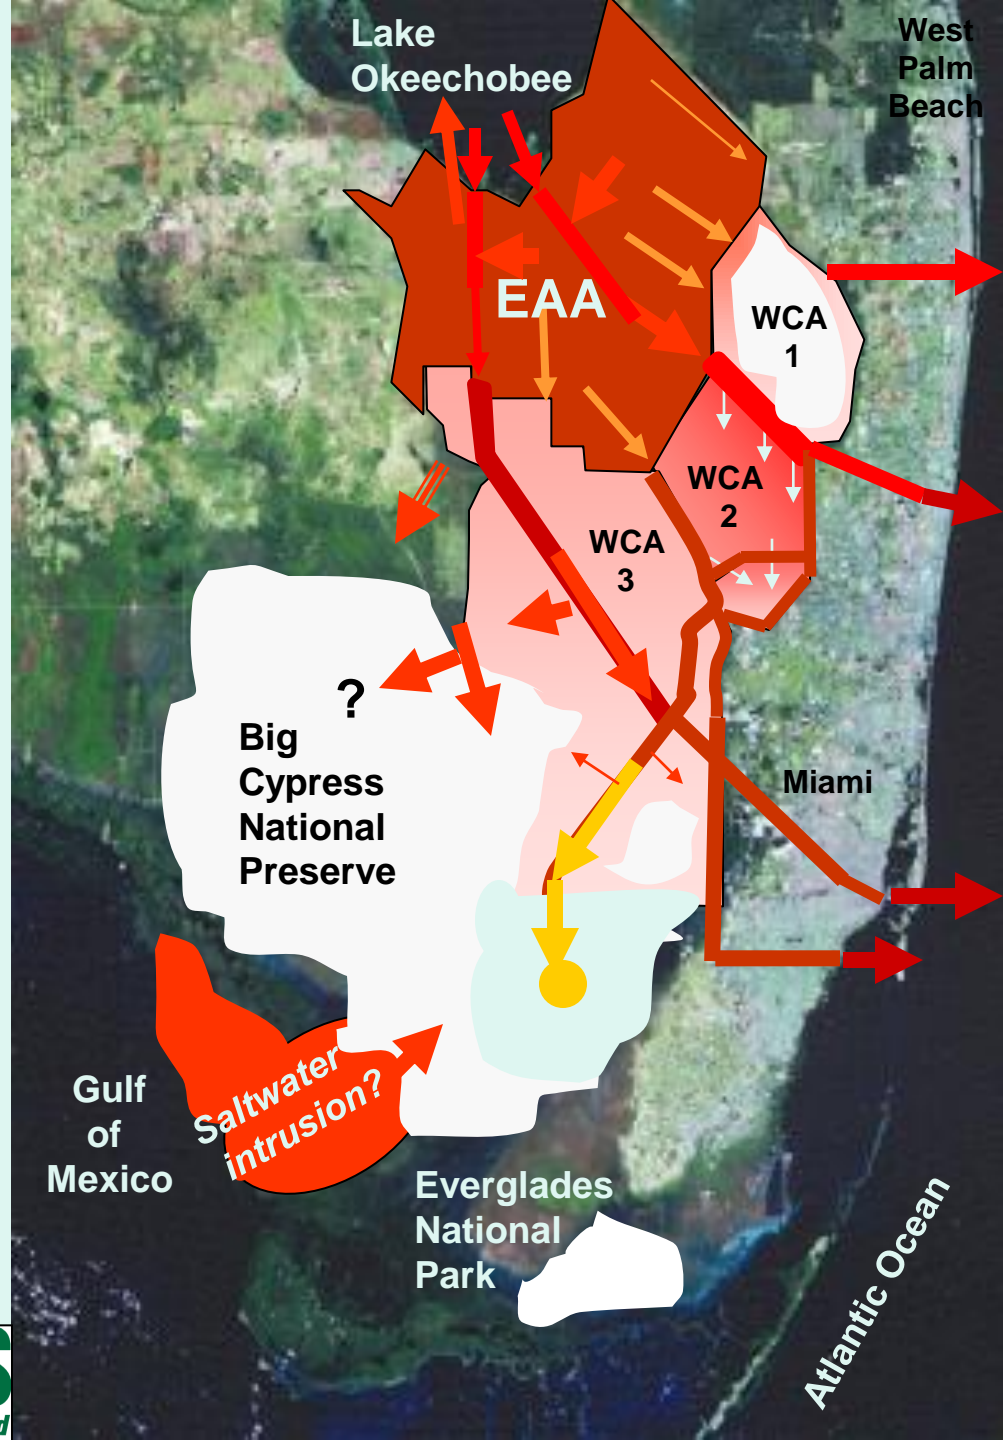 Lake
Okeechobee
West
Palm
Beach
EAA
WCA
1
WCA
2
WCA
3
?
Big
Cypress
National
Preserve
Miami
Saltwater
intrusion?
Gulf
of
Mexico
Everglades
National
Park
Atlantic Ocean